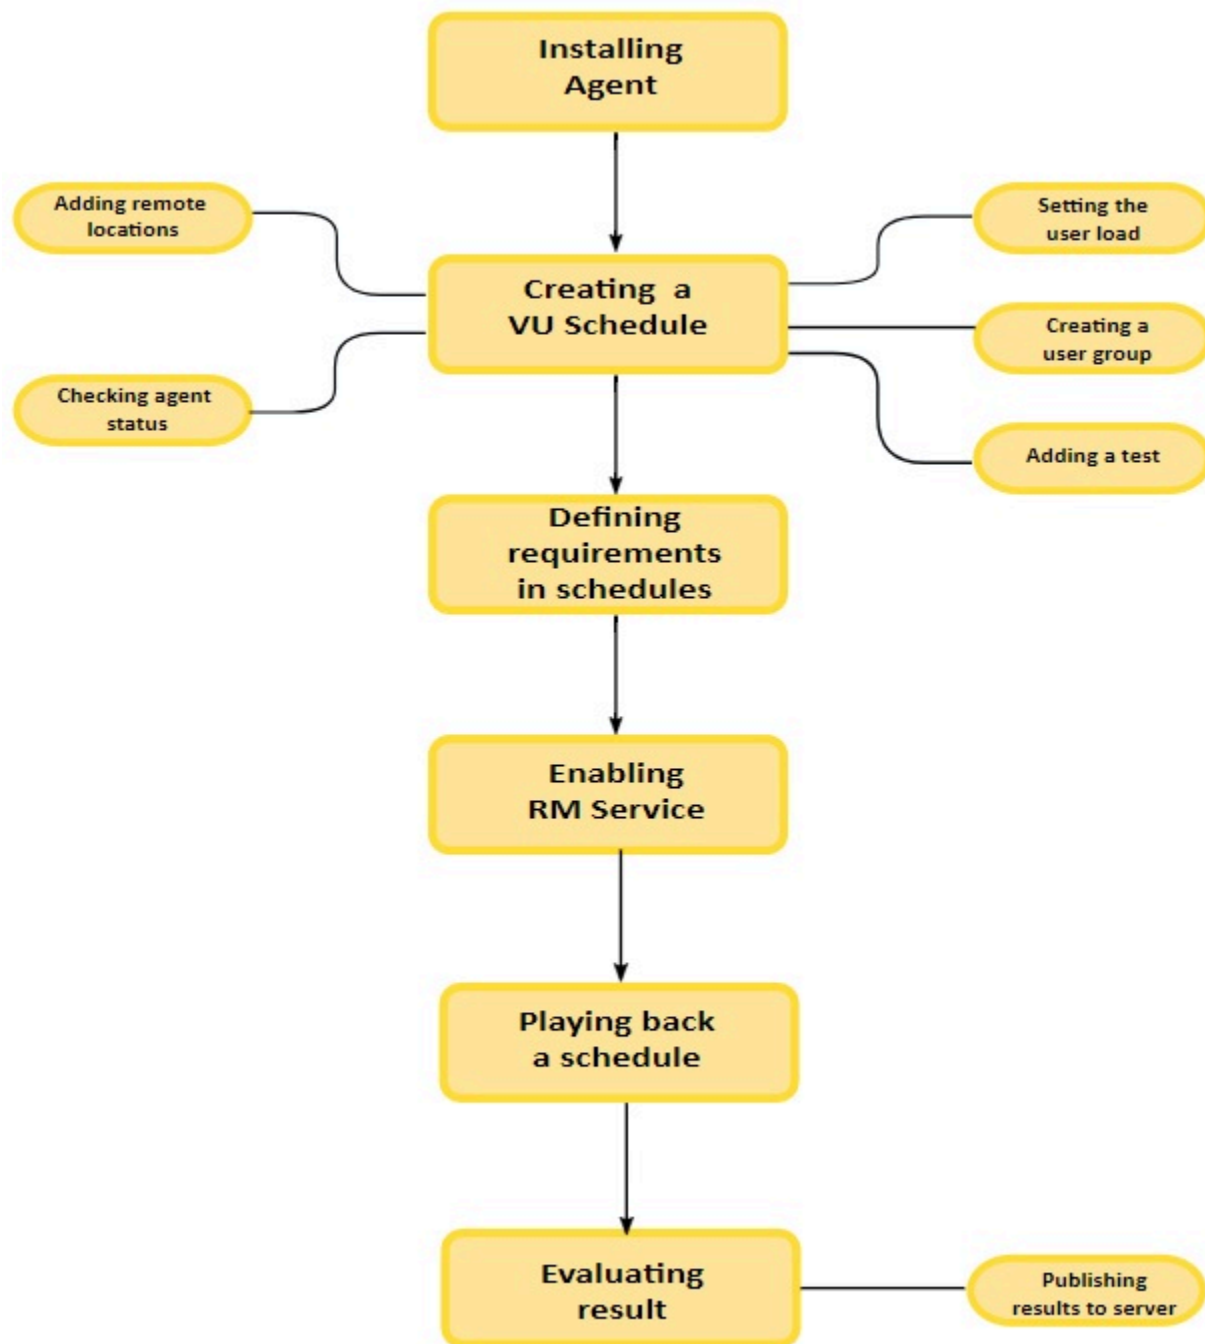 Installing
Agent
Adding remote
locations
Setting the
user load
Creating a
VU Schedule
Creating a
user group
Checking agent
status
Adding a test
Defining
requirements
in schedules
Enabling
RM Service
Playing back
a schedule
Evaluating
result
Publishing
results to server